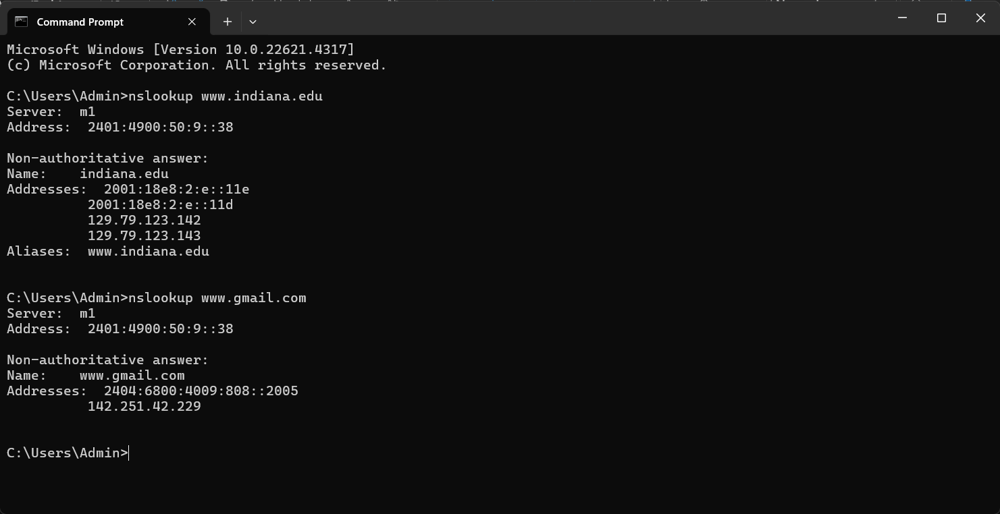 Command Prompt
Microsoft Windows [Version 10.0.22621.4317]
(c) Microsoft Corporation. All rights reserved.
C:\Users\Admin>nslookup www.indiana.edu
Server:  m1
Address:  2401:4900:50:9::38
Non-authoritative answer:
Name:    indiana.edu
Addresses:  2001:18e8:2:e::11e
          2001:18e8:2:e::11d
          129.79.123.142
          129.79.123.143
Aliases:  www.indiana.edu
C:\Users\Admin>nslookup www.gmail.com
Server:  m1
Address:  2401:4900:50:9::38
Non-authoritative answer:
Name:    www.gmail.com
Addresses:  2404:6800:4009:808::2005
          142.251.42.229
C:\Users\Admin>